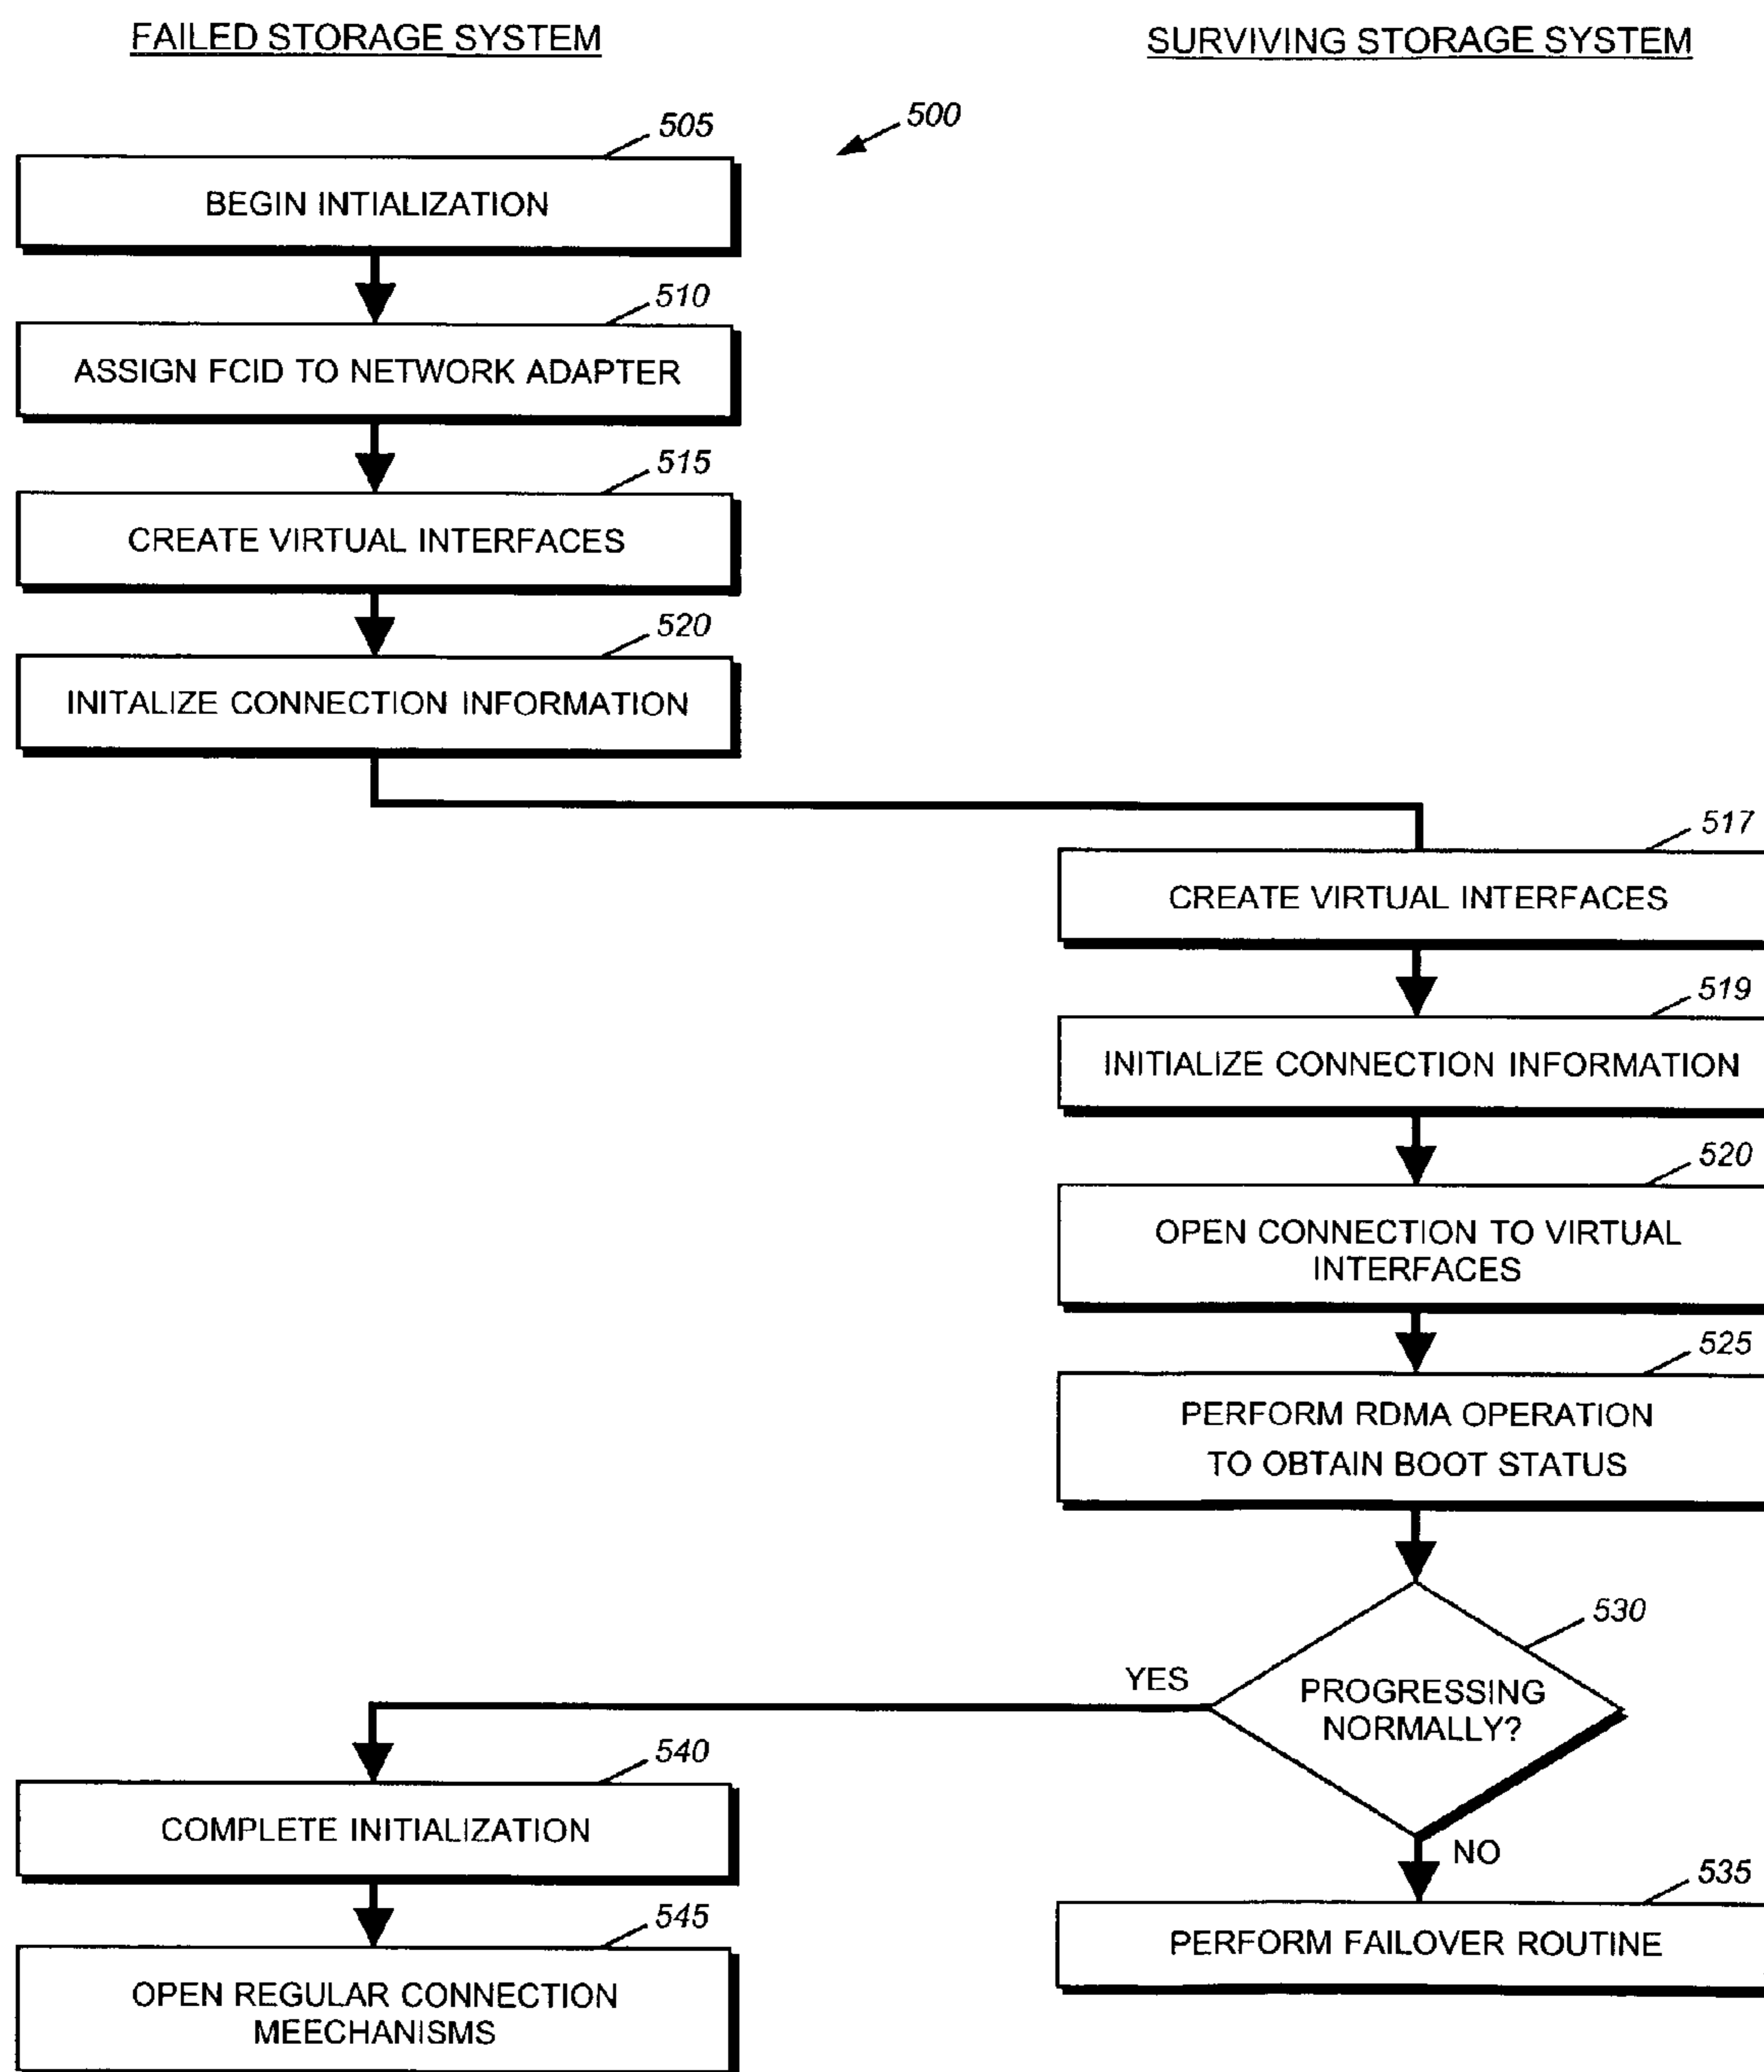 FAILED STORAGE SYSTEM
SURVIVING STORAGE SYSTEM
500
505
BEGIN INTIALIZATION
510
ASSIGN FCID TO NETWORK ADAPTER
515
CREATE VIRTUAL INTERFACES
520
INITALIZE CONNECTION INFORMATION
517
CREATE VIRTUAL INTERFACES
519
INITIALIZE CONNECTION INFORMATION
520
OPEN CONNECTION TO VIRTUAL
INTERFACES
525
PERFORM RDMA OPERATION
TO OBTAIN BOOT STATUS
530
PROGRESSING
NORMALLY?
YES
NO
535
PERFORM FAILOVER ROUTINE
540
COMPLETE INITIALIZATION
545
OPEN REGULAR CONNECTION
MEECHANISMS